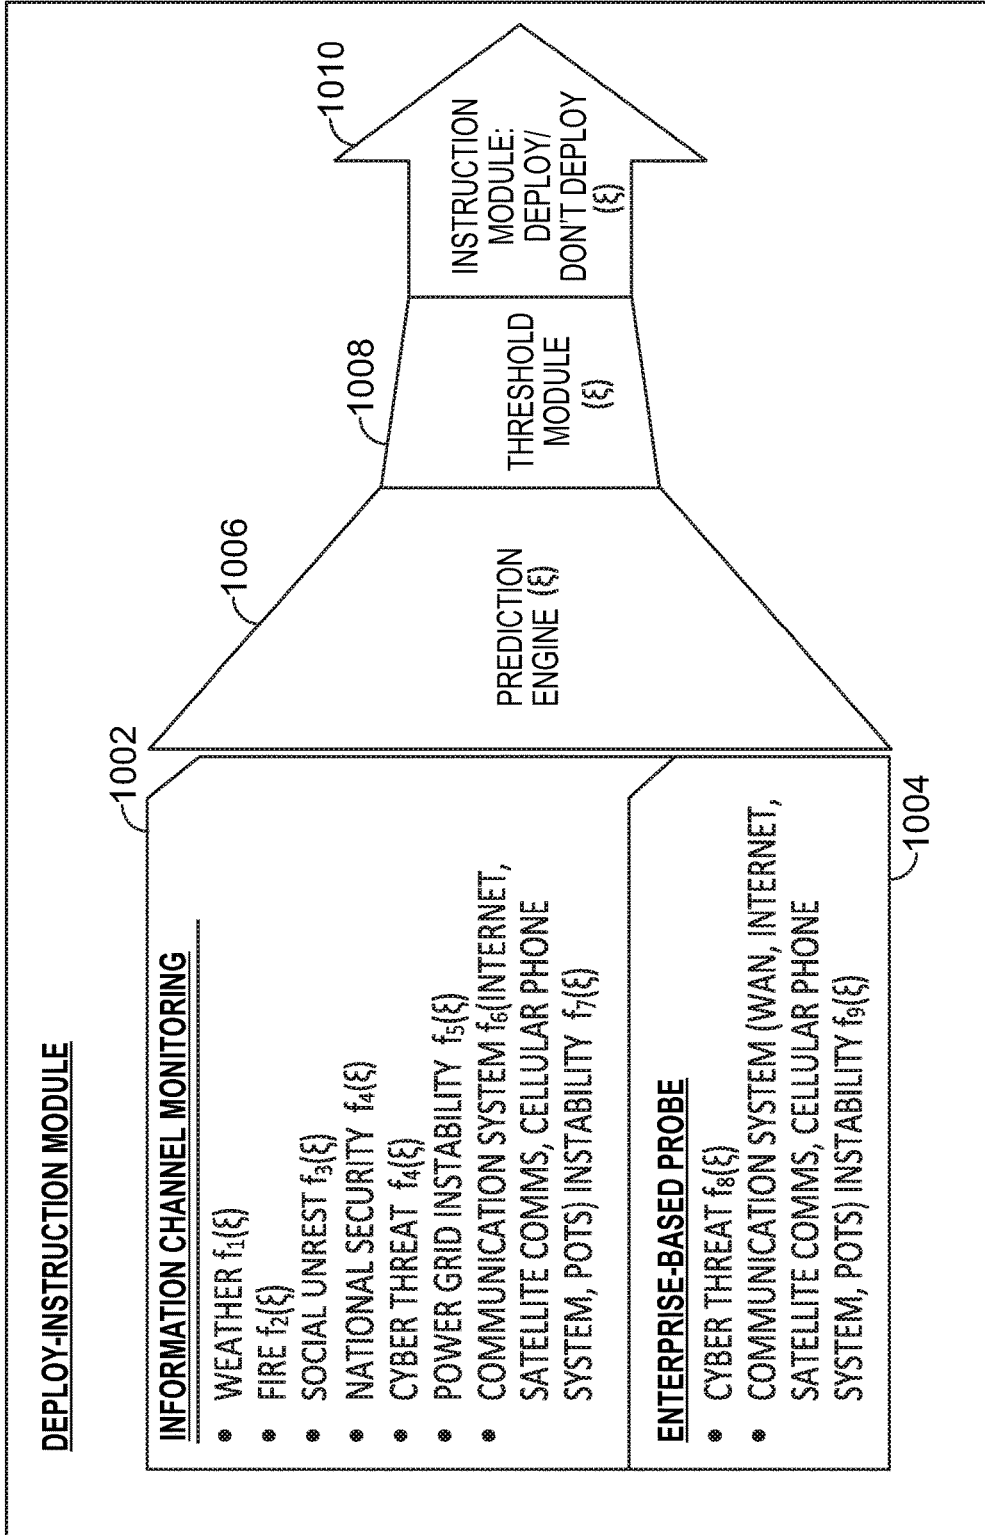 DEPLOY-INSTRUCTION MODULE
1002
INFORMATION CHANNEL MONITORING
• WEATHER f₁(ξ)
• FIRE f₂(ξ)
• SOCIAL UNREST f₃(ξ)
• NATIONAL SECURITY f₄(ξ)
• CYBER THREAT f₄(ξ)
• POWER GRID INSTABILITY f₅(ξ)
• COMMUNICATION SYSTEM f₆(INTERNET,
SATELLITE COMMS, CELLULAR PHONE
SYSTEM, POTS) INSTABILITY f₇(ξ)
ENTERPRISE-BASED PROBE
• CYBER THREAT f₈(ξ)
• COMMUNICATION SYSTEM (WAN, INTERNET,
SATELLITE COMMS, CELLULAR PHONE
SYSTEM, POTS) INSTABILITY f₉(ξ)
1004
1006
PREDICTION
ENGINE (ξ)
1008
THRESHOLD
MODULE
(ξ)
1010
INSTRUCTION
MODULE:
DEPLOY/
DON'T DEPLOY
(ξ)